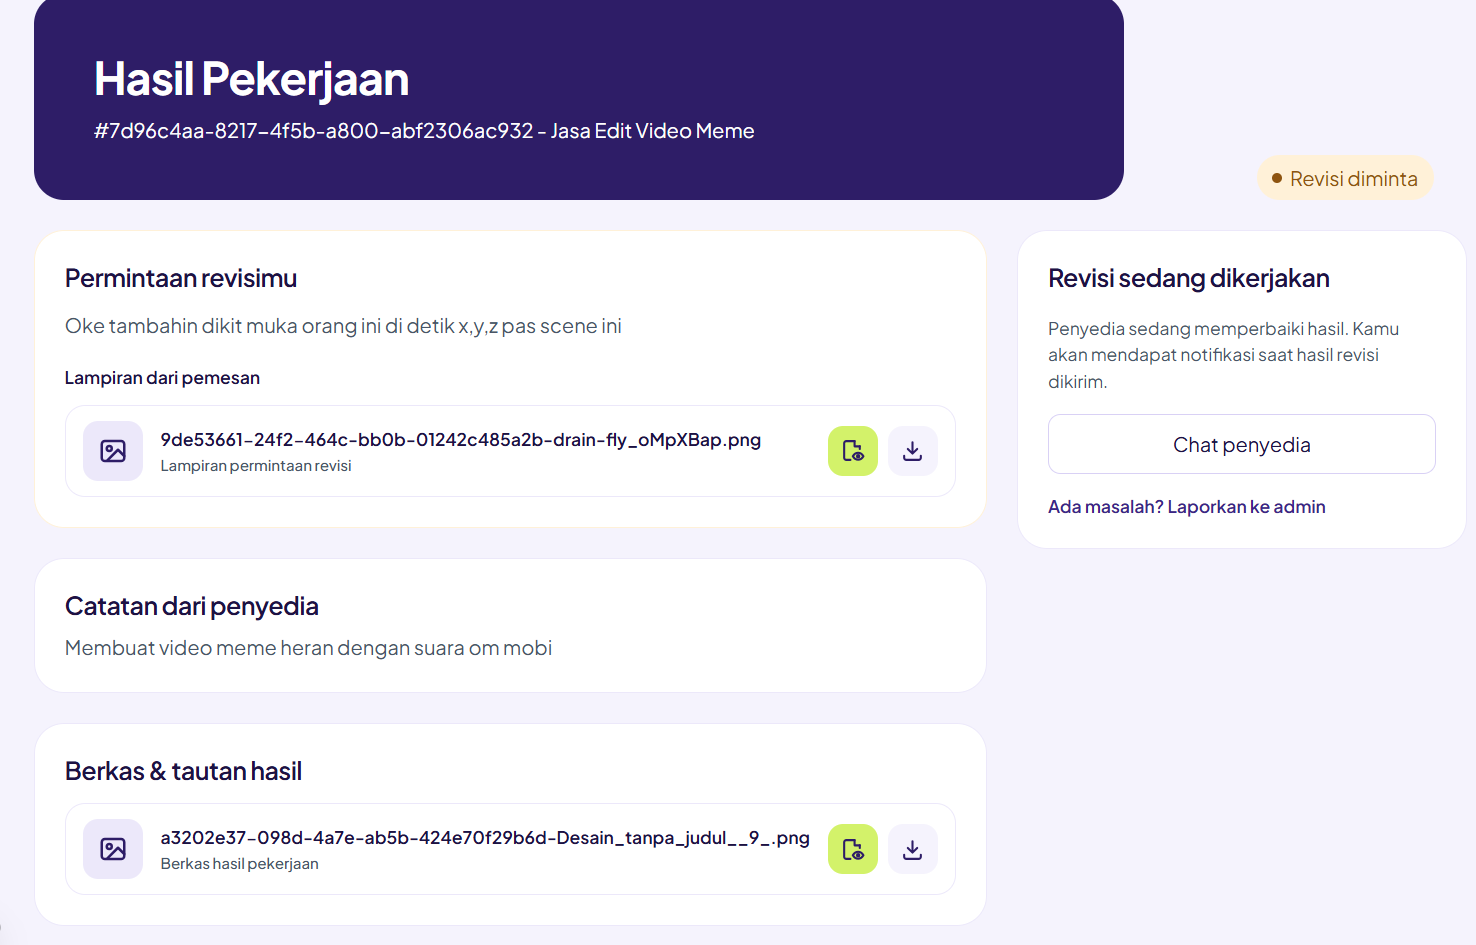 Hasil Pekerjaan
#7d96c4aa-8217-4f5b-a800-abf2306ac932 - Jasa Edit Video Meme
Revisi diminta
Permintaan revisimu
Oke tambahin dikit muka orang ini di detik x,y,z pas scene ini
Lampiran dari pemesan
9de53661-24f2-464c-bb0b-01242c485a2b-drain-fly_oMpXBap.png
Lampiran permintaan revisi
Revisi sedang dikerjakan
Penyedia sedang memperbaiki hasil. Kamu
akan mendapat notifikasi saat hasil revisi
dikirim.
Chat penyedia
Ada masalah? Laporkan ke admin
Catatan dari penyedia
Membuat video meme heran dengan suara om mobi
Berkas & tautan hasil
a3202e37-098d-4a7e-ab5b-424e70f29b6d-Desain_tanpa_judul__9_.png
Berkas hasil pekerjaan